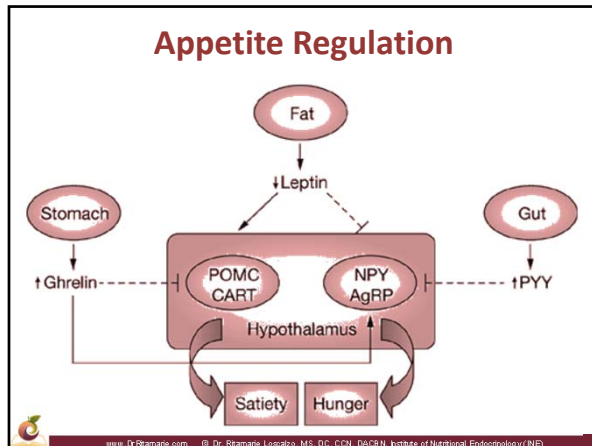 Appetite Regulation
Fat
↓Leptin
Stomach
Gut
↑Ghrelin
POMC
CART
NPY
AgRP
↑PYY
Hypothalamus
Satiety
Hunger
www.DrRitamarie.com © Dr. Ritamarie Loscalzo, MS, DC, CCN, DACBN, Institute of Nutritional Endocrinology (INE)